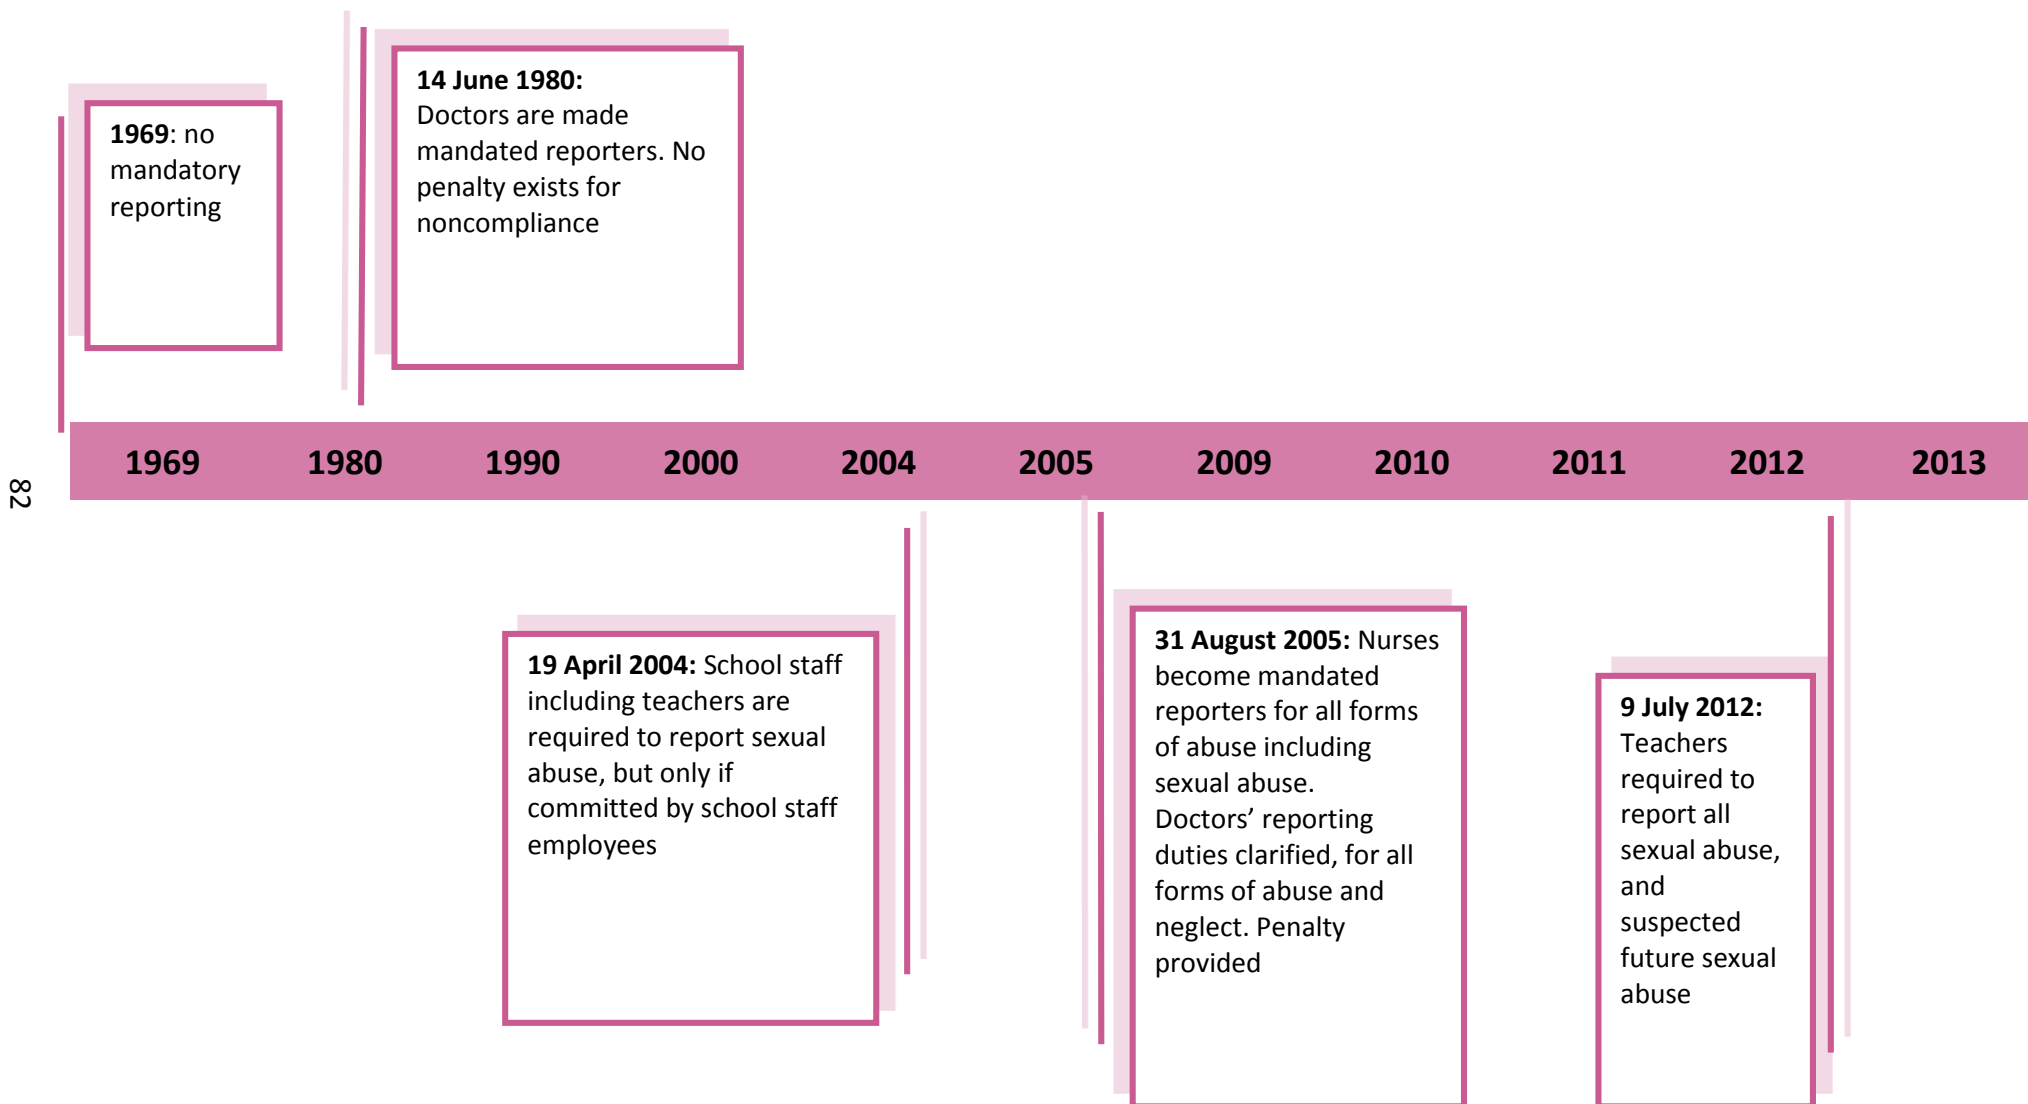 1969: no
mandatory
reporting
14 June 1980:
Doctors are made
mandated reporters. No
penalty exists for
noncompliance
1969 1980 1990 2000 2004 2005 2009 2010 2011 2012 2013
19 April 2004: School staff
including teachers are
required to report sexual
abuse, but only if
committed by school staff
employees
31 August 2005: Nurses
become mandated
reporters for all forms
of abuse including
sexual abuse.
Doctors’ reporting
duties clarified, for all
forms of abuse and
neglect. Penalty
provided
9 July 2012:
Teachers
required to
report all
sexual abuse,
and
suspected
future sexual
abuse
82